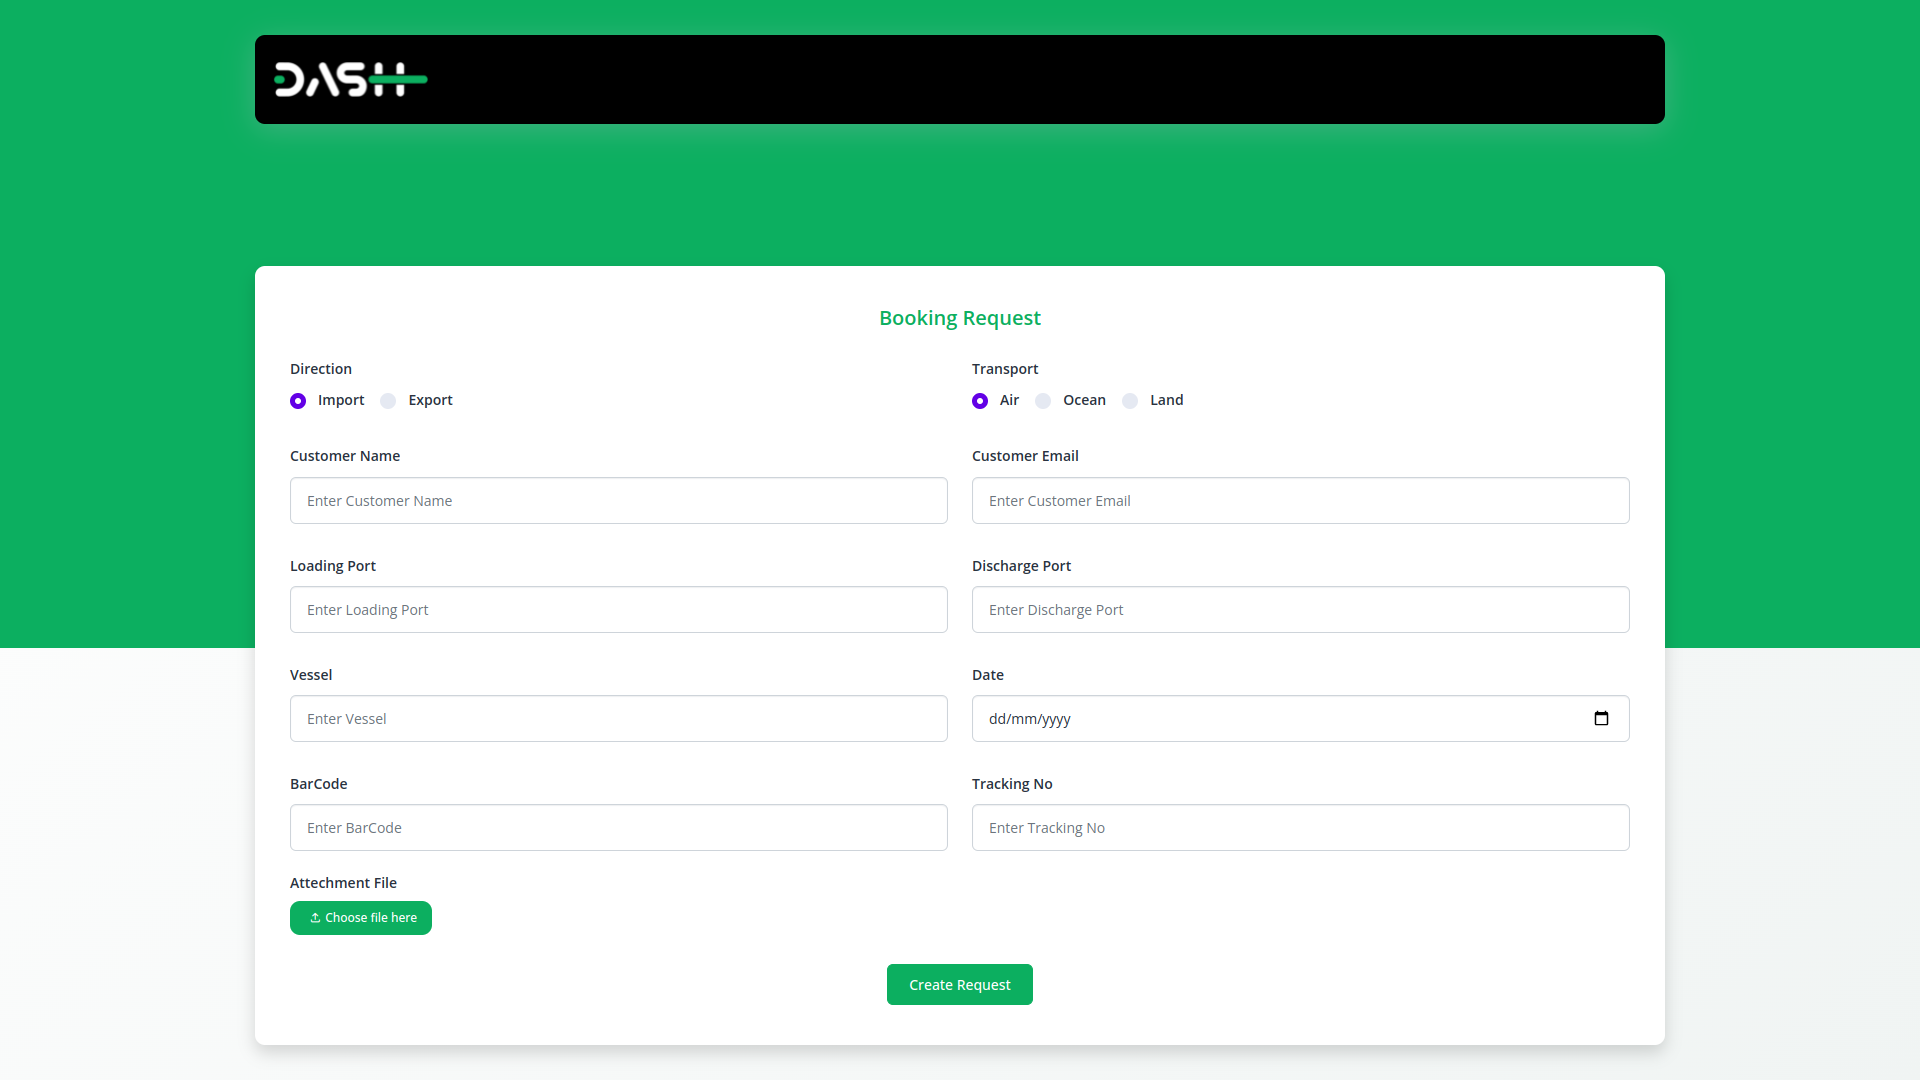 DASH
Booking Request
Direction
Import Export
Transport
Air Ocean Land
Customer Name
Enter Customer Name
Customer Email
Enter Customer Email
Loading Port
Enter Loading Port
Discharge Port
Enter Discharge Port
Vessel
Enter Vessel
Date
dd/mm/yyyy
BarCode
Enter BarCode
Tracking No
Enter Tracking No
Attechment File
Choose file here
Create Request